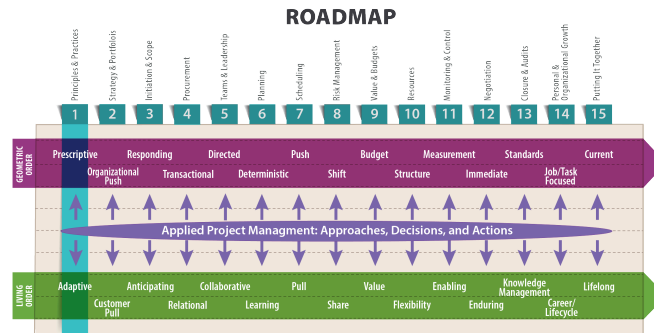 ROADMAP
Principles & Practices
Strategy & Portfolois
Initiation & Scope
Procurement
Teams & Leadership
Planning
Scheduling
Risk Management
Value & Budgets
Resources
Monitoring & Control
Negotiation
Closure & Audits
Personal &
Organizational Growth
Putting It Together
1 2 3 4 5 6 7 8 9 10 11 12 13 14 15
GEOMETRIC
ORDER
Prescriptive Responding Directed Push Budget Measurement Standards Current
Organizational
Push Transactional Deterministic Shift Structure Immediate Job/Task
Focused
Applied Project Managment: Approaches, Decisions, and Actions
LIVING
ORDER
Adaptive Anticipating Collaborative Pull Value Enabling Knowledge
Management Lifelong
Customer
Pull Relational Learning Share Flexibility Enduring Career/
Lifecycle